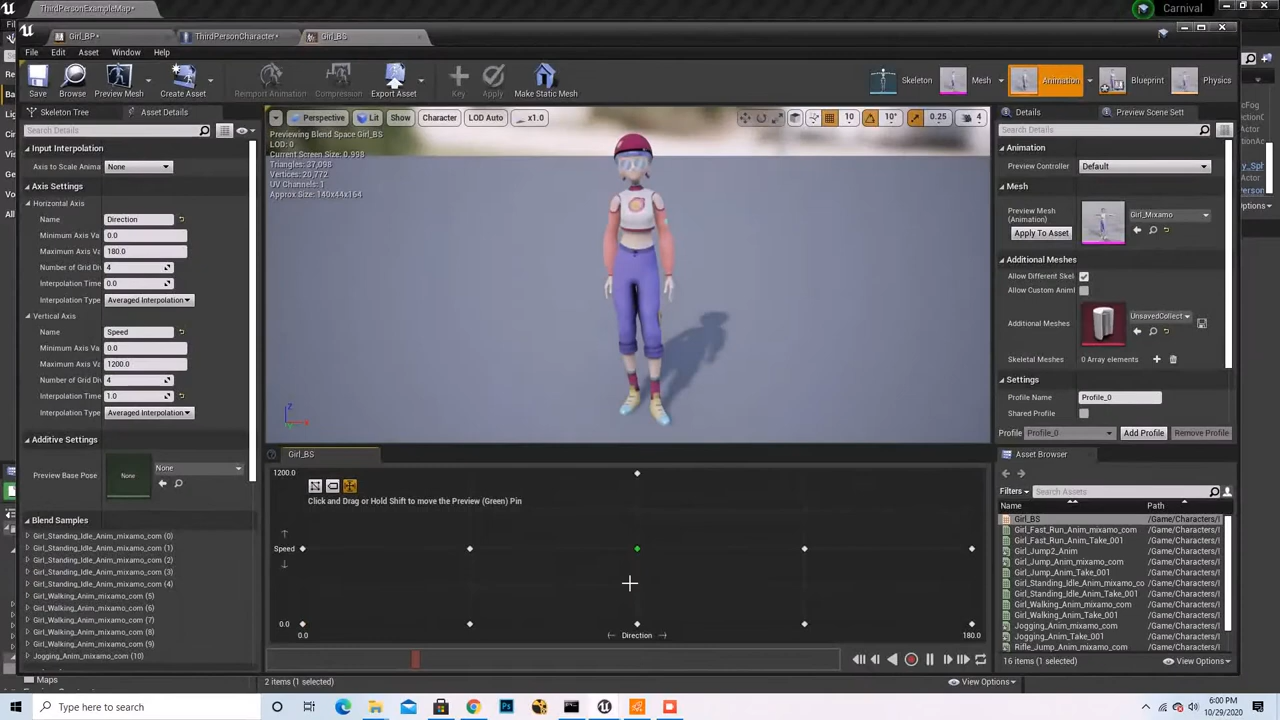 ThirdPersonExampleMap*
Carnival
Girl_BP*
ThirdPersonCharacter*
Girl_BS
File Edit Asset Window Help
Save
Browse
Preview Mesh
Create Asset
Reimport Animation
Compression
Export Asset
Key
Apply
Make Static Mesh
Skeleton
Mesh
Animation
Blueprint
Physics
Skeleton Tree
Asset Details
Search Details
Input Interpolation
Axis to Scale Anima
None
Axis Settings
Horizontal Axis
Name Direction
Minimum Axis Va 0.0
Maximum Axis Va 180.0
Number of Grid Di 4
Interpolation Time 0.0
Interpolation Type Averaged Interpolation
Vertical Axis
Name Speed
Minimum Axis Va 0.0
Maximum Axis Va 1200.0
Number of Grid Di 4
Interpolation Time 1.0
Interpolation Type Averaged Interpolation
Additive Settings
Preview Base Pose
None
None
Blend Samples
Girl_Standing_Idle_Anim_mixamo_com (0)
Girl_Standing_Idle_Anim_mixamo_com (1)
Girl_Standing_Idle_Anim_mixamo_com (2)
Girl_Standing_Idle_Anim_mixamo_com (3)
Girl_Standing_Idle_Anim_mixamo_com (4)
Girl_Walking_Anim_mixamo_com (5)
Girl_Walking_Anim_mixamo_com (6)
Girl_Walking_Anim_mixamo_com (7)
Girl_Walking_Anim_mixamo_com (8)
Girl_Walking_Anim_mixamo_com (9)
Jogging_Anim_mixamo_com (10)
Perspective
Lit
Show
Character
LOD Auto
x1.0
10
10°
0.25
4
Previewing Blend Space Girl_BS
LOD: 0
Current Screen Size: 0.998
Triangles: 37,098
Vertices: 20,772
UV Channels: 1
Approx Size: 140x44x164
Girl_BS
1200.0
Click and Drag or Hold Shift to move the Preview (Green) Pin
Speed
0.0
0.0
Direction
180.0
Details
Preview Scene Sett
Search Details
Animation
Preview Controller Default
Mesh
Preview Mesh
(Animation)
Apply To Asset
Girl_Mixamo
Additional Meshes
Allow Different Skel
Allow Custom Animl
Additional Meshes
UnsavedCollect
Skeletal Meshes 0 Array elements
Settings
Profile Name Profile_0
Shared Profile
Profile Profile_0 Add Profile Remove Profile
Asset Browser
Filters Search Assets
Name Path
Girl_BS /Game/Characters/I
Girl_Fast_Run_Anim_mixamo_com /Game/Characters/I
Girl_Fast_Run_Anim_Take_001 /Game/Characters/I
Girl_Jump2_Anim /Game/Characters/I
Girl_Jump_Anim_mixamo_com /Game/Characters/I
Girl_Jump_Anim_Take_001 /Game/Characters/I
Girl_Standing_Idle_Anim_mixamo_co /Game/Characters/I
Girl_Standing_Idle_Anim_Take_001 /Game/Characters/I
Girl_Walking_Anim_mixamo_com /Game/Characters/I
Girl_Walking_Anim_Take_001 /Game/Characters/I
Jogging_Anim_mixamo_com /Game/Characters/I
Jogging_Anim_Take_001 /Game/Characters/I
Rifle_Jump_Anim_mixamo_com /Game/Characters/I
16 items (1 selected)
View Options
Maps
2 items (1 selected)
View Options
Type here to search
6:00 PM
10/29/2020